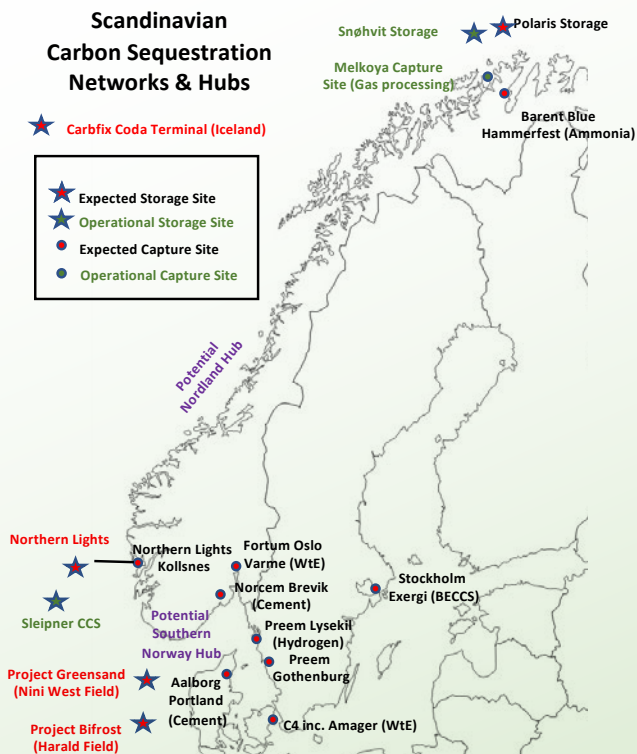 Scandinavian
Carbon Sequestration
Networks & Hubs
Snøhvit Storage
Polaris Storage
Melkoya Capture
Site (Gas processing)
Barent Blue
Hammerfest (Ammonia)
Carbfix Coda Terminal (Iceland)
Expected Storage Site
Operational Storage Site
Expected Capture Site
Operational Capture Site
Potential
Nordland Hub
Northern Lights
Northern Lights
Kollsnes
Fortum Oslo
Varme (WtE)
Norcem Brevik
(Cement)
Stockholm
Exergi (BECCS)
Sleipner CCS
Potential
Southern
Norway Hub
Preem Lysekil
(Hydrogen)
Preem
Gothenburg
Project Greensand
(Nini West Field)
Aalborg
Portland
(Cement)
Project Bifrost
(Harald Field)
C4 inc. Amager (WtE)